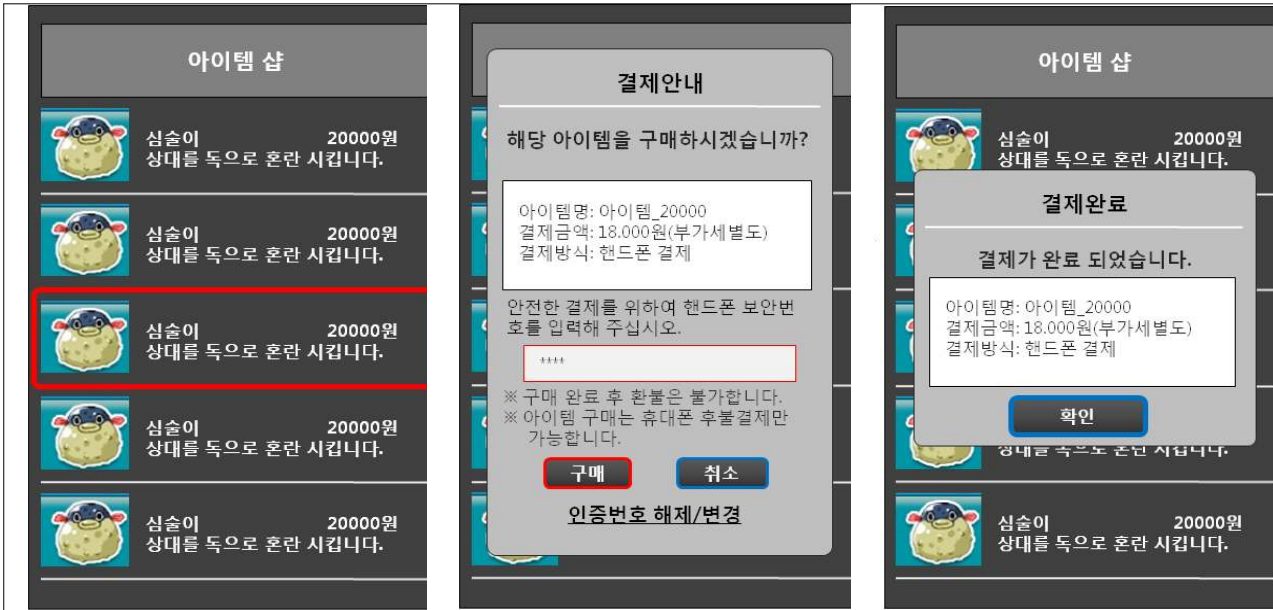 아이템 샵
심술이 20000원
상대를 독으로 혼란 시킵니다.
심술이 20000원
상대를 독으로 혼란 시킵니다.
심술이 20000원
상대를 독으로 혼란 시킵니다.
심술이 20000원
상대를 독으로 혼란 시킵니다.
심술이 20000원
상대를 독으로 혼란 시킵니다.
결제안내
해당 아이템을 구매하시겠습니까?
아이템명: 아이템_20000
결제금액: 18.000원(부가세별도)
결제방식: 핸드폰 결제
안전한 결제를 위하여 핸드폰 보안번
호를 입력해 주십시오.
****
※ 구매 완료 후 환불은 불가합니다.
※ 아이템 구매는 휴대폰 후불결제만
가능합니다.
구매 취소
인증번호 해제/변경
아이템 샵
심술이 20000원
상대를 독으로 혼란 시킵니다.
결제완료
결제가 완료 되었습니다.
아이템명: 아이템_20000
결제금액: 18.000원(부가세별도)
결제방식: 핸드폰 결제
확인
상대를 독으로 혼란 시킵니다.
심술이 20000원
상대를 독으로 혼란 시킵니다.